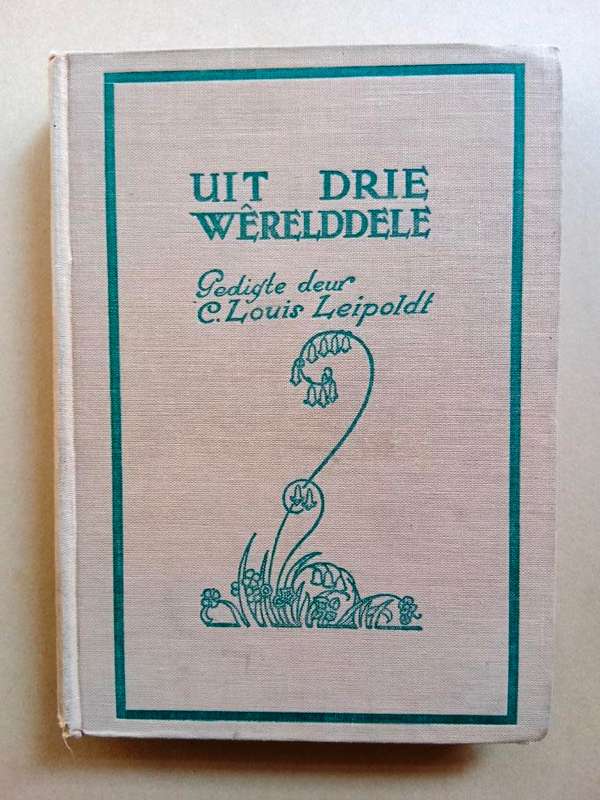 UIT DRIE
WÊRELDDELE
Gedigte deur
C. Louis Leipoldt